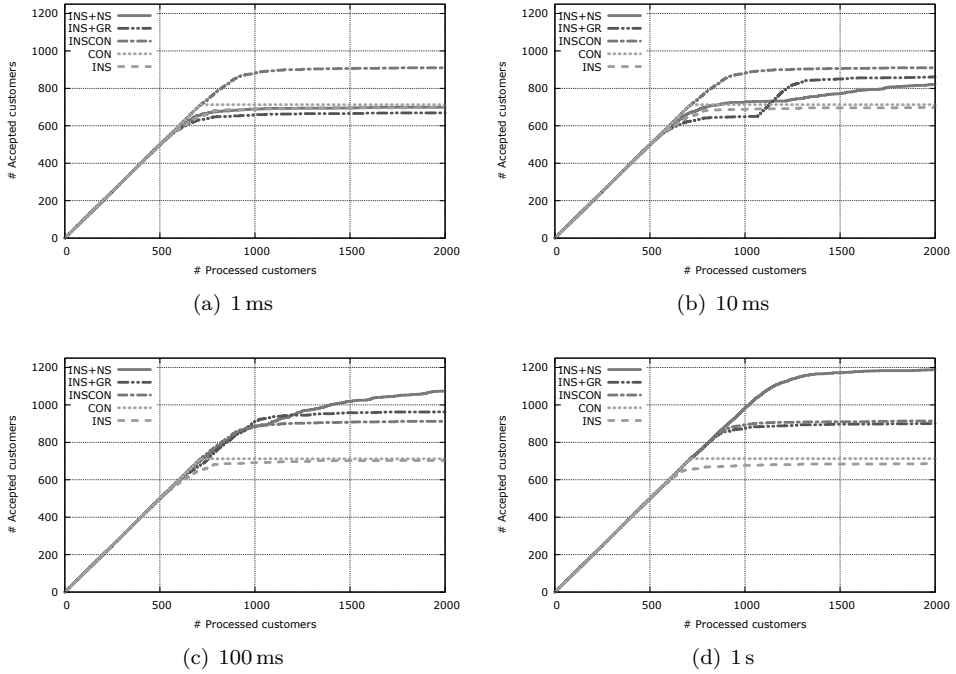 1200
1000
800
600
400
200
0
# Accepted customers
INS+NS
INS+GR
INSCON
CON
INS
0 500 1000 1500 2000
# Processed customers
(a) 1 ms
1200
1000
800
600
400
200
0
# Accepted customers
INS+NS
INS+GR
INSCON
CON
INS
0 500 1000 1500 2000
# Processed customers
(b) 10 ms
1200
1000
800
600
400
200
0
# Accepted customers
INS+NS
INS+GR
INSCON
CON
INS
0 500 1000 1500 2000
# Processed customers
(c) 100 ms
1200
1000
800
600
400
200
0
# Accepted customers
INS+NS
INS+GR
INSCON
CON
INS
0 500 1000 1500 2000
# Processed customers
(d) 1 s